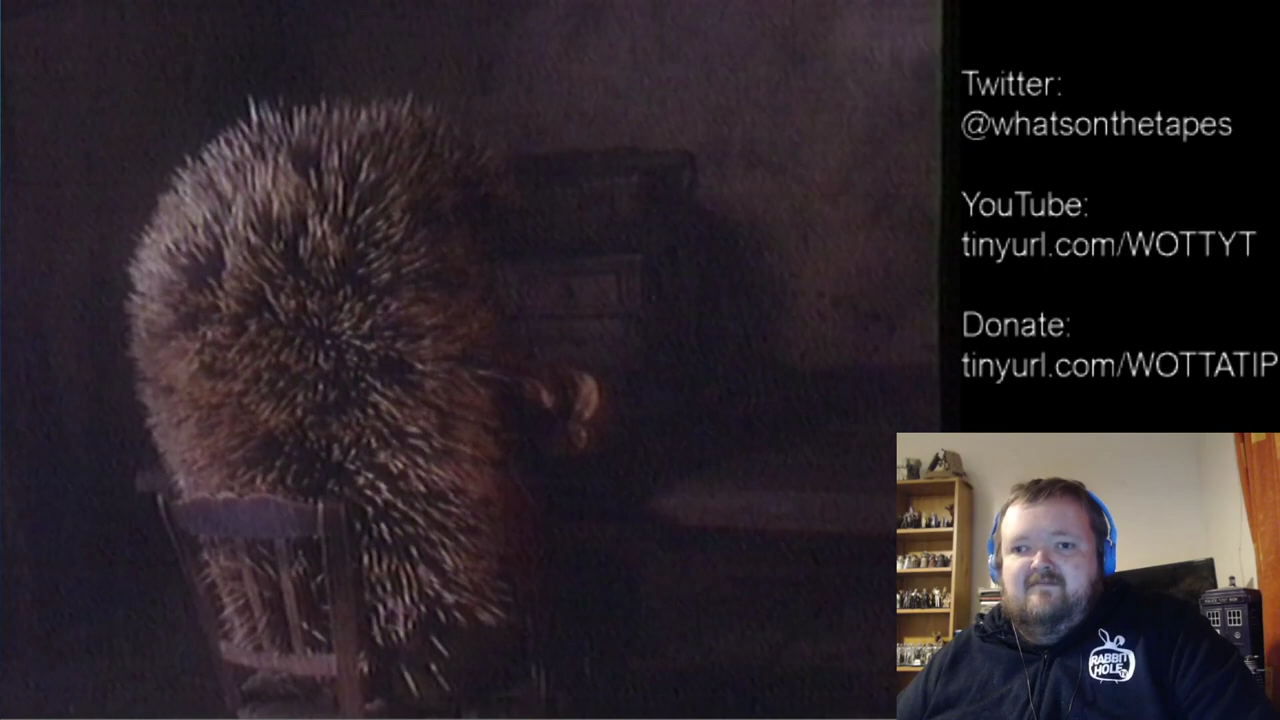 Twitter:
@whatsonthetapes
YouTube:
tinyurl.com/WOTTYT
Donate:
tinyurl.com/WOTTATIP
RABBIT
HOLE